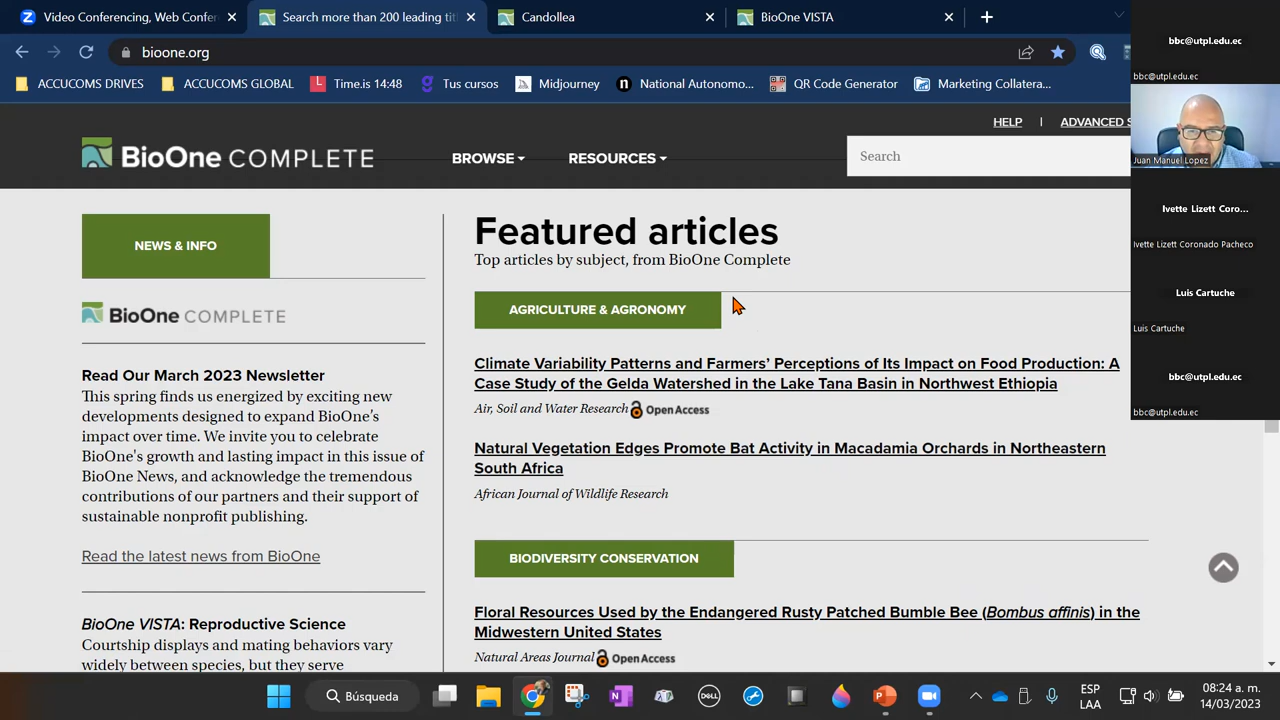 Video Conferencing, Web Confer
Search more than 200 leading titl
Candollea
BioOne VISTA
bioone.org
ACCUCOMS DRIVES
ACCUCOMS GLOBAL
Time.is 14:48
Tus cursos
Midjourney
National Autonomo...
QR Code Generator
Marketing Collatera...
HELP | ADVANCED S
BioOne COMPLETE
BROWSE
RESOURCES
Search
NEWS & INFO
BioOne COMPLETE
Read Our March 2023 Newsletter
This spring finds us energized by exciting new
developments designed to expand BioOne's
impact over time. We invite you to celebrate
BioOne's growth and lasting impact in this issue of
BioOne News, and acknowledge the tremendous
contributions of our partners and their support of
sustainable nonprofit publishing.
Read the latest news from BioOne
BioOne VISTA: Reproductive Science
Courtship displays and mating behaviors vary
widely between species, but they serve
Featured articles
Top articles by subject, from BioOne Complete
AGRICULTURE & AGRONOMY
Climate Variability Patterns and Farmers' Perceptions of Its Impact on Food Production: A
Case Study of the Gelda Watershed in the Lake Tana Basin in Northwest Ethiopia
Air, Soil and Water Research Open Access
Natural Vegetation Edges Promote Bat Activity in Macadamia Orchards in Northeastern
South Africa
African Journal of Wildlife Research
BIODIVERSITY CONSERVATION
Floral Resources Used by the Endangered Rusty Patched Bumble Bee (Bombus affinis) in the
Midwestern United States
Natural Areas Journal Open Access
bbc@utpl.edu.ec
bbc@utpl.edu.ec
Juan Manuel Lopez
Ivette Lizett Coro...
Ivette Lizett Coronado Pacheco
Luis Cartuche
Luis Cartuche
bbc@utpl.edu.ec
bbc@utpl.edu.ec
Búsqueda
DELL
ESP
LAA
08:24 a. m.
14/03/2023